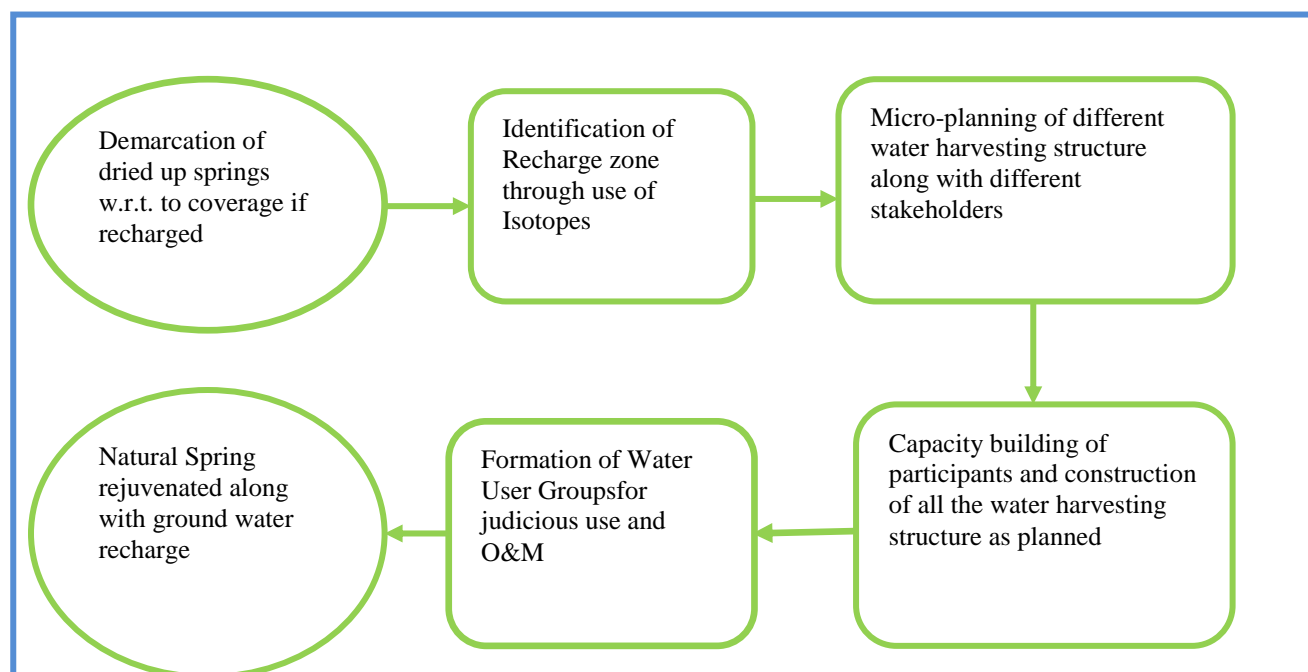 Demarcation of
dried up springs
w.r.t. to coverage if
recharged
Identification of
Recharge zone
through use of
Isotopes
Micro-planning of different
water harvesting structure
along with different
stakeholders
Capacity building of
participants and construction
of all the water harvesting
structure as planned
Formation of Water
User Groupsfor
judicious use and
O&M
Natural Spring
rejuvenated along
with ground water
recharge